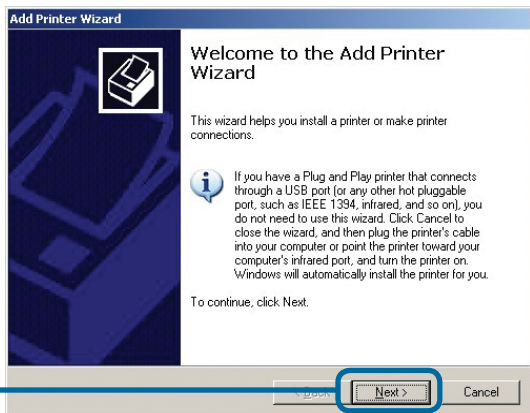 Add Printer Wizard
Welcome to the Add Printer
Wizard
This wizard helps you install a printer or make printer
connections.
If you have a Plug and Play printer that connects
through a USB port (or any other hot pluggable
port, such as IEEE 1394, infrared, and so on), you
do not need to use this wizard. Click Cancel to
close the wizard, and then plug the printer's cable
into your computer or point the printer toward your
computer's infrared port, and turn the printer on.
Windows will automatically install the printer for you.
To continue, click Next.
< Back Next > Cancel